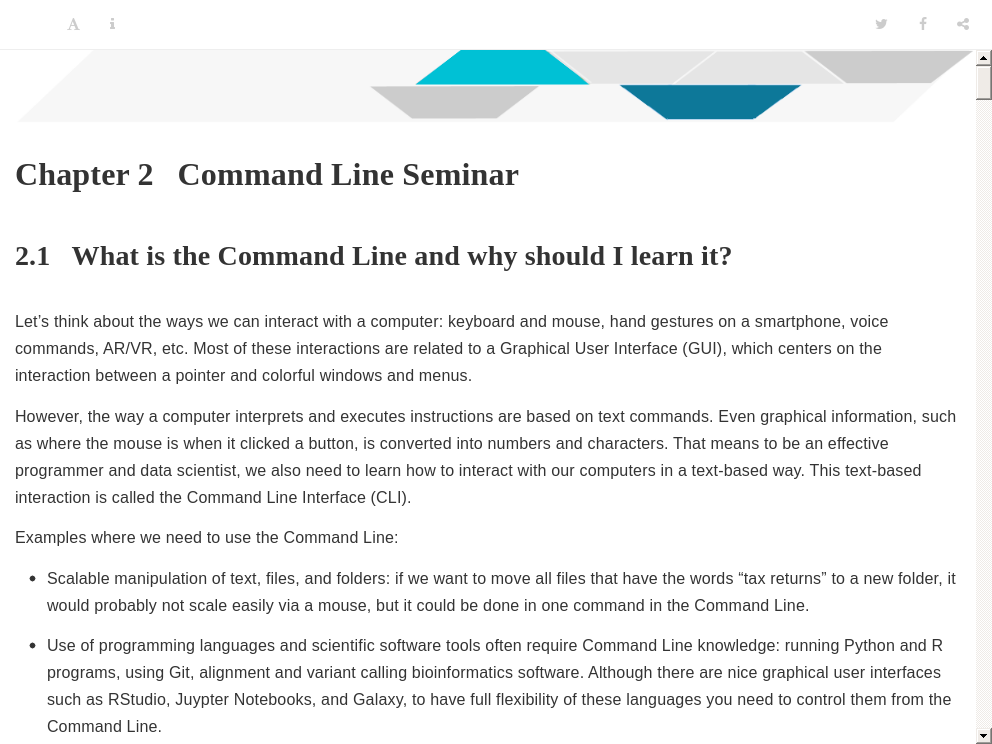 Chapter 2 Command Line Seminar
2.1 What is the Command Line and why should I learn it?
Let’s think about the ways we can interact with a computer: keyboard and mouse, hand gestures on a smartphone, voice
commands, AR/VR, etc. Most of these interactions are related to a Graphical User Interface (GUI), which centers on the
interaction between a pointer and colorful windows and menus.
However, the way a computer interprets and executes instructions are based on text commands. Even graphical information, such
as where the mouse is when it clicked a button, is converted into numbers and characters. That means to be an effective
programmer and data scientist, we also need to learn how to interact with our computers in a text-based way. This text-based
interaction is called the Command Line Interface (CLI).
Examples where we need to use the Command Line:
• Scalable manipulation of text, files, and folders: if we want to move all files that have the words “tax returns” to a new folder, it
would probably not scale easily via a mouse, but it could be done in one command in the Command Line.
• Use of programming languages and scientific software tools often require Command Line knowledge: running Python and R
programs, using Git, alignment and variant calling bioinformatics software. Although there are nice graphical user interfaces
such as RStudio, Juypter Notebooks, and Galaxy, to have full flexibility of these languages you need to control them from the
Command Line.